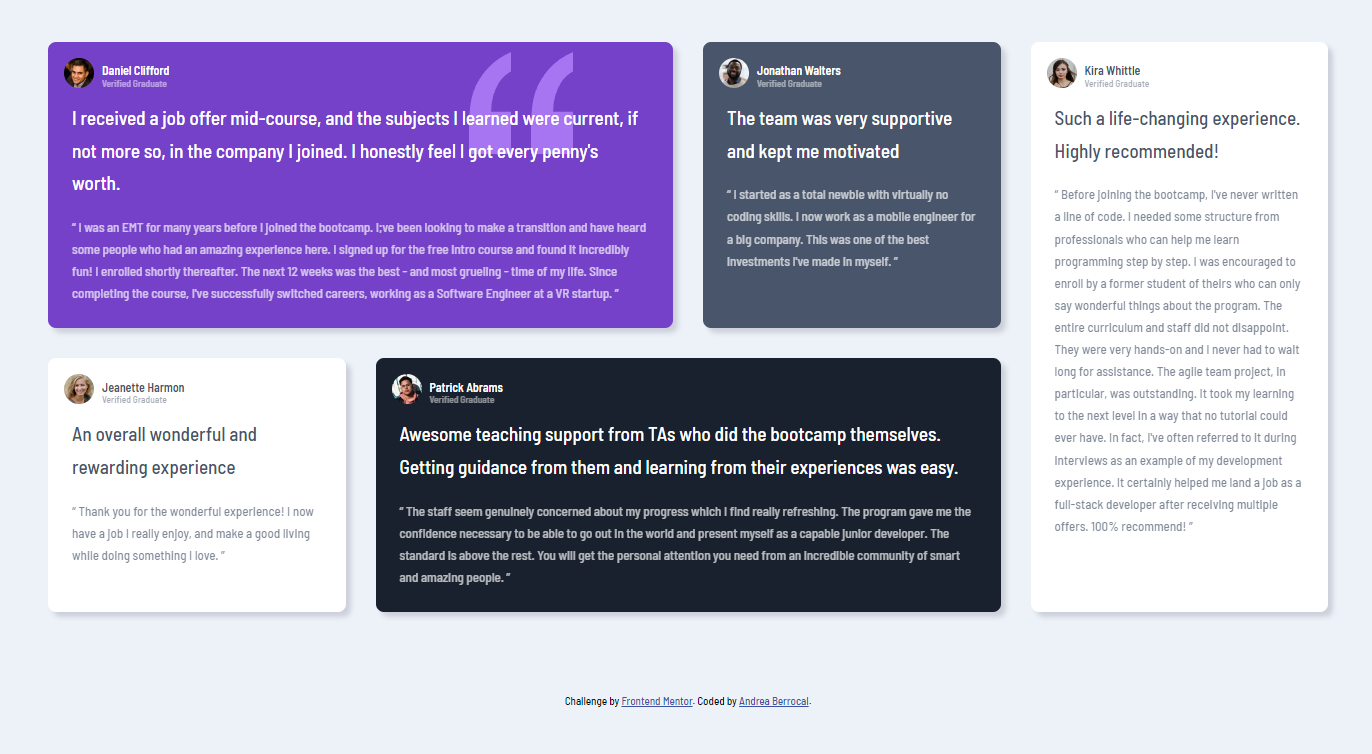 Daniel Clifford
Verified Graduate
I received a job offer mid-course, and the subjects I learned were current, if
not more so, in the company I joined. I honestly feel I got every penny's
worth.
“ I was an EMT for many years before I joined the bootcamp. I;ve been looking to make a transition and have heard
some people who had an amazing experience here. I signed up for the free intro course and found it incredibly
fun! I enrolled shortly thereafter. The next 12 weeks was the best - and most grueling - time of my life. Since
completing the course, I've successfully switched careers, working as a Software Engineer at a VR startup. ”
Jonathan Walters
Verified Graduate
The team was very supportive
and kept me motivated
“ I started as a total newbie with virtually no
coding skills. I now work as a mobile engineer for
a big company. This was one of the best
investments I've made in myself. ”
Kira Whittle
Verified Graduate
Such a life-changing experience.
Highly recommended!
“ Before joining the bootcamp, I've never written
a line of code. I needed some structure from
professionals who can help me learn
programming step by step. I was encouraged to
enroll by a former student of theirs who can only
say wonderful things about the program. The
entire curriculum and staff did not disappoint.
They were very hands-on and I never had to wait
long for assistance. The agile team project, in
particular, was outstanding. It took my learning
to the next level in a way that no tutorial could
ever have. In fact, I've often referred to it during
interviews as an example of my development
experience. It certainly helped me land a job as a
full-stack developer after receiving multiple
offers. 100% recommend! ”
Jeanette Harmon
Verified Graduate
An overall wonderful and
rewarding experience
“ Thank you for the wonderful experience! I now
have a job I really enjoy, and make a good living
while doing something I love. ”
Patrick Abrams
Verified Graduate
Awesome teaching support from TAs who did the bootcamp themselves.
Getting guidance from them and learning from their experiences was easy.
“ The staff seem genuinely concerned about my progress which I find really refreshing. The program gave me the
confidence necessary to be able to go out in the world and present myself as a capable junior developer. The
standard is above the rest. You will get the personal attention you need from an incredible community of smart
and amazing people. ”
Challenge by Frontend Mentor. Coded by Andrea Berrocal.